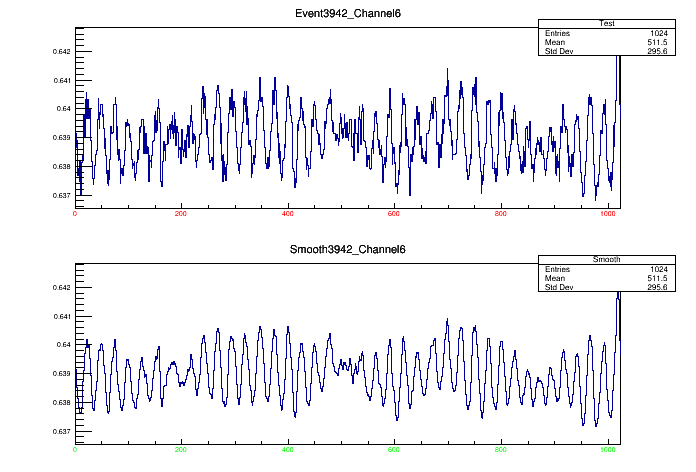 Event3942_Channel6
Test
Entries 1024
Mean 511.5
Std Dev 295.6
0.642
0.641
0.64
0.639
0.638
0.637
0 200 400 600 800 1000
Smooth3942_Channel6
Smooth
Entries 1024
Mean 511.5
Std Dev 295.6
0.642
0.641
0.64
0.639
0.638
0.637
0 200 400 600 800 1000